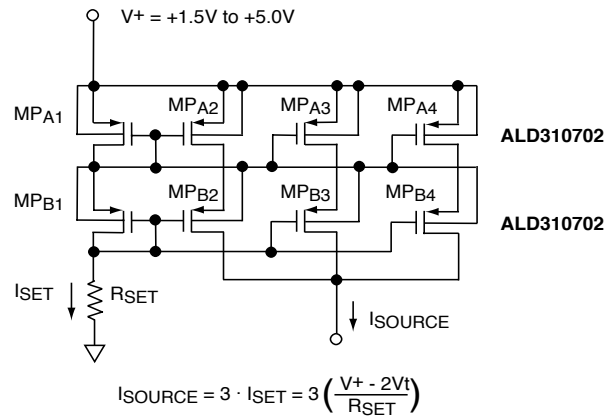 V+ = +1.5V to +5.0V
MPA1
MPA2
MPA3
MPA4
ALD310702
MPB1
MPB2
MPB3
MPB4
ALD310702
ISET
RSET
ISOURCE
ISOURCE = 3 · ISET = 3 ( V+ - 2Vt / RSET )